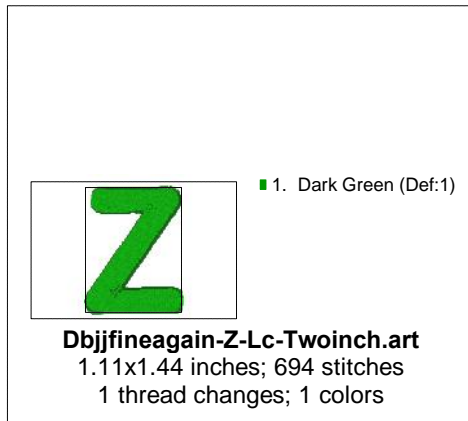 1. Dark Green (Def:1)
Z
Dbjjfineagain-Z-Lc-Twoinch.art
1.11x1.44 inches; 694 stitches
1 thread changes; 1 colors